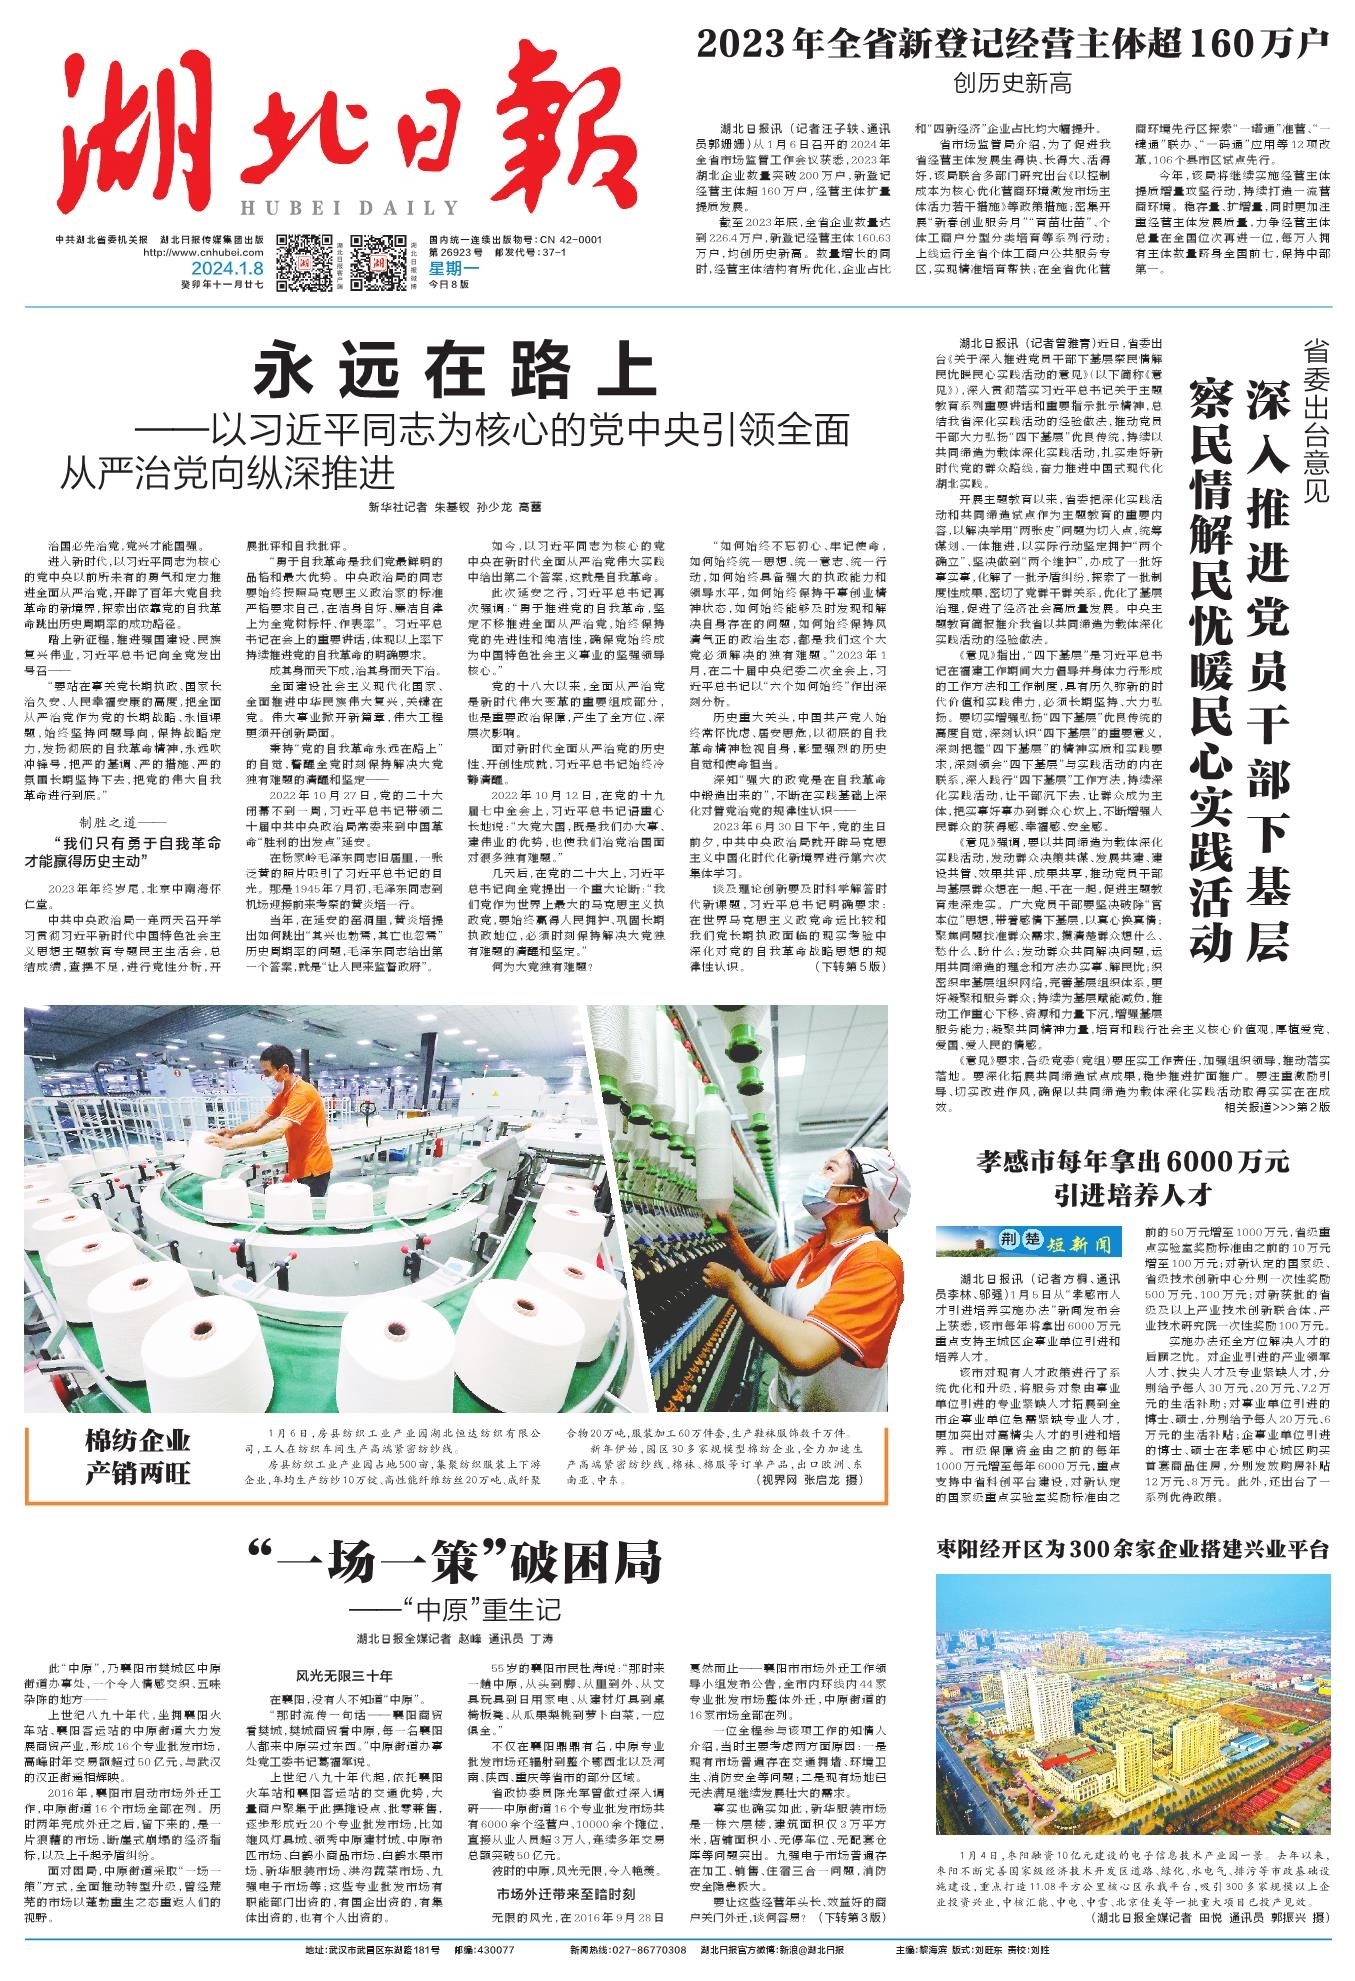 湖北日报
HUBEI DAILY
中共湖北省委机关报 湖北日报传媒集团出版
http://www.cnhubei.com
2024.1.8
癸卯年十一月廿七
湖北日报客户端
湖北日报微博
国内统一连续出版物号:CN 42-0001
第26923号 邮发代号:37-1
星期一
今日8版
2023年全省新登记经营主体超160万户
创历史新高
湖北日报讯（记者汪子轶、通讯
员郭姗姗)从1月6日召开的2024年
全省市场监管工作会议获悉,2023年
湖北企业数量突破200万户,新登记
经营主体超160万户,经营主体扩量
提质发展。
截至2023年底,全省企业数量达
到226.4万户,新登记经营主体160.63
万户,均创历史新高。数量增长的同
时,经营主体结构有所优化,企业占比
和“四新经济”企业占比均大幅提升。
省市场监管局介绍,为了促进我
省经营主体发展生得快、长得大、活得
好,该局联合多部门研究出台《以控制
成本为核心优化营商环境激发市场主
体活力若干措施》等政策措施;密集开
展“新春创业服务月”“育苗壮苗”、个
体工商户分型分类培育等系列行动;
上线运行全省个体工商户公共服务专
区,实现精准培育帮扶;在全省优化营
商环境先行区探索“一塔通”准营、“一
键通”联办、“一码通”应用等12项改
革,106个县市区试点先行。
今年,该局将继续实施经营主体
提质增量攻坚行动,持续打造一流营
商环境。稳存量、扩增量,同时更加注
重经营主体发展质量,力争经营主体
总量在全国位次再进一位,每万人拥
有主体数量跻身全国前七,保持中部
第一。
永远在路上
——以习近平同志为核心的党中央引领全面
从严治党向纵深推进
新华社记者 朱基钗 孙少龙 高蕾
治国必先治党,党兴才能国强。
进入新时代,以习近平同志为核心
的党中央以前所未有的勇气和定力推
进全面从严治党,开辟了百年大党自我
革命的新境界,探索出依靠党的自我革
命跳出历史周期率的成功路径。
踏上新征程,推进强国建设、民族
复兴伟业,习近平总书记向全党发出
号召——
“要站在事关党长期执政、国家长
治久安、人民幸福安康的高度,把全面
从严治党作为党的长期战略、永恒课
题,始终坚持问题导向,保持战略定
力,发扬彻底的自我革命精神,永远吹
冲锋号,把严的基调、严的措施、严的
氛围长期坚持下去,把党的伟大自我
革命进行到底。”
制胜之道——
“我们只有勇于自我革命
才能赢得历史主动”
2023年年终岁尾,北京中南海怀
仁堂。
中共中央政治局一连两天召开学
习贯彻习近平新时代中国特色社会主
义思想主题教育专题民主生活会,总
结成绩,查摆不足,进行党性分析,开
展批评和自我批评。
“勇于自我革命是我们党最鲜明的
品格和最大优势。中央政治局的同志
要始终按照马克思主义政治家的标准
严格要求自己,在洁身自好、廉洁自律
上为全党树标杆、作表率”。习近平总
书记在会上的重要讲话,体现以上率下
持续推进党的自我革命的明确要求。
成其身而天下成,治其身而天下治。
全面建设社会主义现代化国家、
全面推进中华民族伟大复兴,关键在
党。伟大事业掀开新篇章,伟大工程
更须开创新局面。
秉持“党的自我革命永远在路上”
的自觉,警醒全党时刻保持解决大党
独有难题的清醒和坚定——
2022年10月27日,党的二十大
闭幕不到一周,习近平总书记带领二
十届中共中央政治局常委来到中国革
命“胜利的出发点”延安。
在杨家岭毛泽东同志旧居里,一张
泛黄的照片吸引了习近平总书记的目
光。那是1945年7月初,毛泽东同志到
机场迎接前来考察的黄炎培一行。
当年,在延安的窑洞里,黄炎培提
出如何跳出“其兴也勃焉,其亡也忽焉”
历史周期率的问题,毛泽东同志给出第
一个答案,就是“让人民来监督政府”。
如今,以习近平同志为核心的党
中央在新时代全面从严治党伟大实践
中给出第二个答案,这就是自我革命。
此次延安之行,习近平总书记再
次强调:“勇于推进党的自我革命,坚
定不移推进全面从严治党,始终保持
党的先进性和纯洁性,确保党始终成
为中国特色社会主义事业的坚强领导
核心。”
党的十八大以来,全面从严治党
是新时代伟大变革的重要组成部分,
也是重要政治保障,产生了全方位、深
层次影响。
面对新时代全面从严治党的历史
性、开创性成就,习近平总书记始终冷
静清醒。
2022年10月12日,在党的十九
届七中全会上,习近平总书记语重心
长地说:“大党大国,既是我们办大事、
建伟业的优势,也使我们治党治国面
对很多独有难题。”
几天后,在党的二十大上,习近平
总书记向全党提出一个重大论断:“我
们党作为世界上最大的马克思主义执
政党,要始终赢得人民拥护、巩固长期
执政地位,必须时刻保持解决大党独
有难题的清醒和坚定。”
何为大党独有难题?
“如何始终不忘初心、牢记使命,
如何始终统一思想、统一意志、统一行
动,如何始终具备强大的执政能力和
领导水平,如何始终保持干事创业精
神状态,如何始终能够及时发现和解
决自身存在的问题,如何始终保持风
清气正的政治生态,都是我们这个大
党必须解决的独有难题。”2023年1
月,在二十届中央纪委二次全会上,习
近平总书记以“六个如何始终”作出深
刻分析。
历史重大关头,中国共产党人始
终常怀忧虑、居安思危,以彻底的自我
革命精神检视自身,彰显强烈的历史
自觉和使命担当。
深知“强大的政党是在自我革命
中锻造出来的”,不断在实践基础上深
化对管党治党的规律性认识——
2023年6月30日下午,党的生日
前夕,中共中央政治局就开辟马克思
主义中国化时代化新境界进行第六次
集体学习。
谈及理论创新要及时科学解答时
代新课题,习近平总书记明确要求:
在世界马克思主义政党命运比较和
我们党长期执政面临的现实考验中
深化对党的自我革命战略思想的规
律性认识。 （下转第5版）
省委出台意见
深入推进党员干部下基层
察民情解民忧暖民心实践活动
湖北日报讯（记者曾雅青)近日,省委出
台《关于深入推进党员干部下基层察民情解
民忧暖民心实践活动的意见》(以下简称《意
见》),深入贯彻落实习近平总书记关于主题
教育系列重要讲话和重要指示批示精神,总
结我省深化实践活动的经验做法,推动党员
干部大力弘扬“四下基层”优良传统,持续以
共同缔造为载体深化实践活动,扎实走好新
时代党的群众路线,奋力推进中国式现代化
湖北实践。
开展主题教育以来,省委把深化实践活
动和共同缔造试点作为主题教育的重要内
容,以解决学用“两张皮”问题为切入点,统筹
谋划、一体推进,以实际行动坚定拥护“两个
确立”、坚决做到“两个维护”,办成了一批好
事实事,化解了一批矛盾纠纷,探索了一批制
度性成果,密切了党群干群关系,优化了基层
治理,促进了经济社会高质量发展。中央主
题教育简报推介我省以共同缔造为载体深化
实践活动的经验做法。
《意见》指出,“四下基层”是习近平总书记
在福建工作期间大力倡导并身体力行形成
的工作方法和工作制度,具有历久弥新的时
代价值和实践伟力,必须长期坚持、大力弘
扬。要切实增强弘扬“四下基层”优良传统的
高度自觉,深刻认识“四下基层”的重要意义,
深刻把握“四下基层”的精神实质和实践要
求,深刻领会“四下基层”与实践活动的内在
联系,深入践行“四下基层”工作方法,持续深
化实践活动,让干部沉下去,让群众成为主
体,把实事好事办到群众心坎上,不断增强人
民群众的获得感、幸福感、安全感。
《意见》强调,要以共同缔造为载体深化
实践活动,发动群众决策共谋、发展共建、建
设共管、效果共评、成果共享,推动党员干部
与基层群众想在一起、干在一起,促进主题教
育走深走实。广大党员干部要坚决破除“官
本位”思想,带着感情下基层,以真心换真情;
聚焦问题找准群众需求,摸清楚群众想什么、
愁什么、盼什么;发动群众共同解决问题,运
用共同缔造的理念和方法办实事、解民忧;织
密织牢基层组织网络,完善基层组织体系,更
好凝聚和服务群众;持续为基层赋能减负,推
动工作重心下移、资源和力量下沉,增强基层
服务能力;凝聚共同精神力量,培育和践行社会主义核心价值观,厚植爱党、
爱国、爱人民的情感。
《意见》要求,各级党委(党组)要压实工作责任,加强组织领导,推动落实
落地。要深化拓展共同缔造试点成果,稳步推进扩面推广。要注重激励引
导、切实改进作风,确保以共同缔造为载体深化实践活动取得实实在在成
效。 相关报道>>>第2版
孝感市每年拿出6000万元
引进培养人才
荆楚短新闻
湖北日报讯（记者方桐、通讯
员李林、邬强)1月5日从“孝感市人
才引进培养实施办法”新闻发布会
上获悉,该市每年将拿出6000万元
重点支持主城区企事业单位引进和
培养人才。
该市对现有人才政策进行了系
统优化和升级,将服务对象由事业
单位引进的专业紧缺人才拓展到全
市企事业单位急需紧缺专业人才,
更加突出对高精尖人才的引进和培
养。市级保障资金由之前的每年
1000万元增至每年6000万元,重点
支持中省科创平台建设,对新认定
的国家级重点实验室奖励标准由之
前的50万元增至1000万元,省级重
点实验室奖励标准由之前的10万元
增至100万元;对新认定的国家级、
省级技术创新中心分别一次性奖励
500万元、100万元;对新获批的省
级及以上产业技术创新联合体、产
业技术研究院一次性奖励100万元。
实施办法还全方位解决人才的
后顾之忧。对企业引进的产业领军
人才、拔尖人才及专业紧缺人才,分
别给予每人30万元、20万元、7.2万
元的生活补助;对事业单位引进的
博士、硕士,分别给予每人20万元、6
万元的生活补贴;企事业单位引进
的博士、硕士在孝感中心城区购买
首套商品住房,分别发放购房补贴
12万元、8万元。此外,还出台了一
系列优待政策。
棉纺企业
产销两旺
1月6日,房县纺织工业产业园湖北恒达纺织有限公
司,工人在纺织车间生产高端紧密纺纱线。
房县纺织工业产业园占地500亩,集聚纺织服装上下游
企业,年均生产纺纱10万锭、高性能纤维纺丝20万吨、成纤聚
合物20万吨,服装加工60万件套,生产鞋袜服饰数千万件。
新年伊始,园区30多家规模型棉纺企业,全力加速生
产高端紧密纺纱线、棉袜、棉服等订单产品,出口欧洲、东
南亚、中东。 （视界网 张启龙 摄）
“一场一策”破困局
——“中原”重生记
湖北日报全媒记者 赵峰 通讯员 丁涛
此“中原”,乃襄阳市樊城区中原
街道办事处,一个令人情感交织、五味
杂陈的地方——
上世纪八九十年代,坐拥襄阳火
车站、襄阳客运站的中原街道大力发
展商贸产业,形成16个专业批发市场,
高峰时年交易额超过50亿元,与武汉
的汉正街遥相辉映。
2016年,襄阳市启动市场外迁工
作,中原街道16个市场全部在列。历
时两年完成外迁之后,留下来的,是一
片狼藉的市场、断崖式崩塌的经济指
标,以及上千起矛盾纠纷。
面对困局,中原街道采取“一场一
策”方式,全面推动转型升级,曾经荒
芜的市场以蓬勃重生之态重返人们的
视野。
风光无限三十年
在襄阳,没有人不知道“中原”。
“那时流传一句话——襄阳商贸
看樊城,樊城商贸看中原,每一名襄阳
人都来中原买过东西。”中原街道办事
处党工委书记葛福军说。
上世纪八九十年代起,依托襄阳
火车站和襄阳客运站的交通优势,大
量商户聚集于此摆摊设点、批零兼售,
逐步形成近20个专业批发市场,比如
雄风灯具城、领秀中原建材城、中原布
匹市场、白鹤小商品市场、白鹤水果市
场、新华服装市场、洪沟蔬菜市场、九
强电子市场等;这些专业批发市场有
职能部门出资的,有国企出资的,有集
体出资的,也有个人出资的。
55岁的襄阳市民杜涛说:“那时来
一趟中原,从头到脚、从里到外、从文
具玩具到日用家电、从建材灯具到桌
椅板凳、从瓜果梨桃到萝卜白菜,一应
俱全。”
不仅在襄阳鼎鼎有名,中原专业
批发市场还辐射到整个鄂西北以及河
南、陕西、重庆等省市的部分区域。
省政协委员陈光军曾做过深入调
研——中原街道16个专业批发市场共
有6000余个经营户、10000余个摊位,
直接从业人员超3万人,连续多年交易
总额突破50亿元。
彼时的中原,风光无限,令人艳羡。
市场外迁带来至暗时刻
无限的风光,在2016年9月28日
戛然而止——襄阳市市场外迁工作领
导小组发布公告,全市内环线内44家
专业批发市场整体外迁,中原街道的
16家市场全部在列。
一位全程参与该项工作的知情人
介绍,当时主要考虑两方面原因:一是
现有市场普遍存在交通拥堵、环境卫
生、消防安全等问题;二是现有场地已
无法满足继续发展壮大的需求。
事实也确实如此,新华服装市场
是一栋六层楼,建筑面积仅3万平方
米,店铺面积小、无停车位、无配套仓
库等问题突出。九强电子市场普遍存
在加工、销售、住宿三合一问题,消防
安全隐患极大。
要让这些经营年头长、效益好的商
户关门外迁,谈何容易?（下转第3版）
枣阳经开区为300余家企业搭建兴业平台
1月4日,枣阳融资10亿元建设的电子信息技术产业园一景。去年以来,
枣阳不断完善国家级经济技术开发区道路、绿化、水电气、排污等市政基础设
施建设,重点打造11.08平方公里核心区承载平台,吸引300多家规模以上企
业投资兴业,中核汇能、中电、中雪、北京佳美等一批重大项目已投产见效。
（湖北日报全媒记者 田悦 通讯员 郭振兴 摄）
地址:武汉市武昌区东湖路181号 邮编:430077 新闻热线:027-86770308 湖北日报官方微博:新浪@湖北日报 主编:黎海滨 版式:刘旺东 责校:刘胜